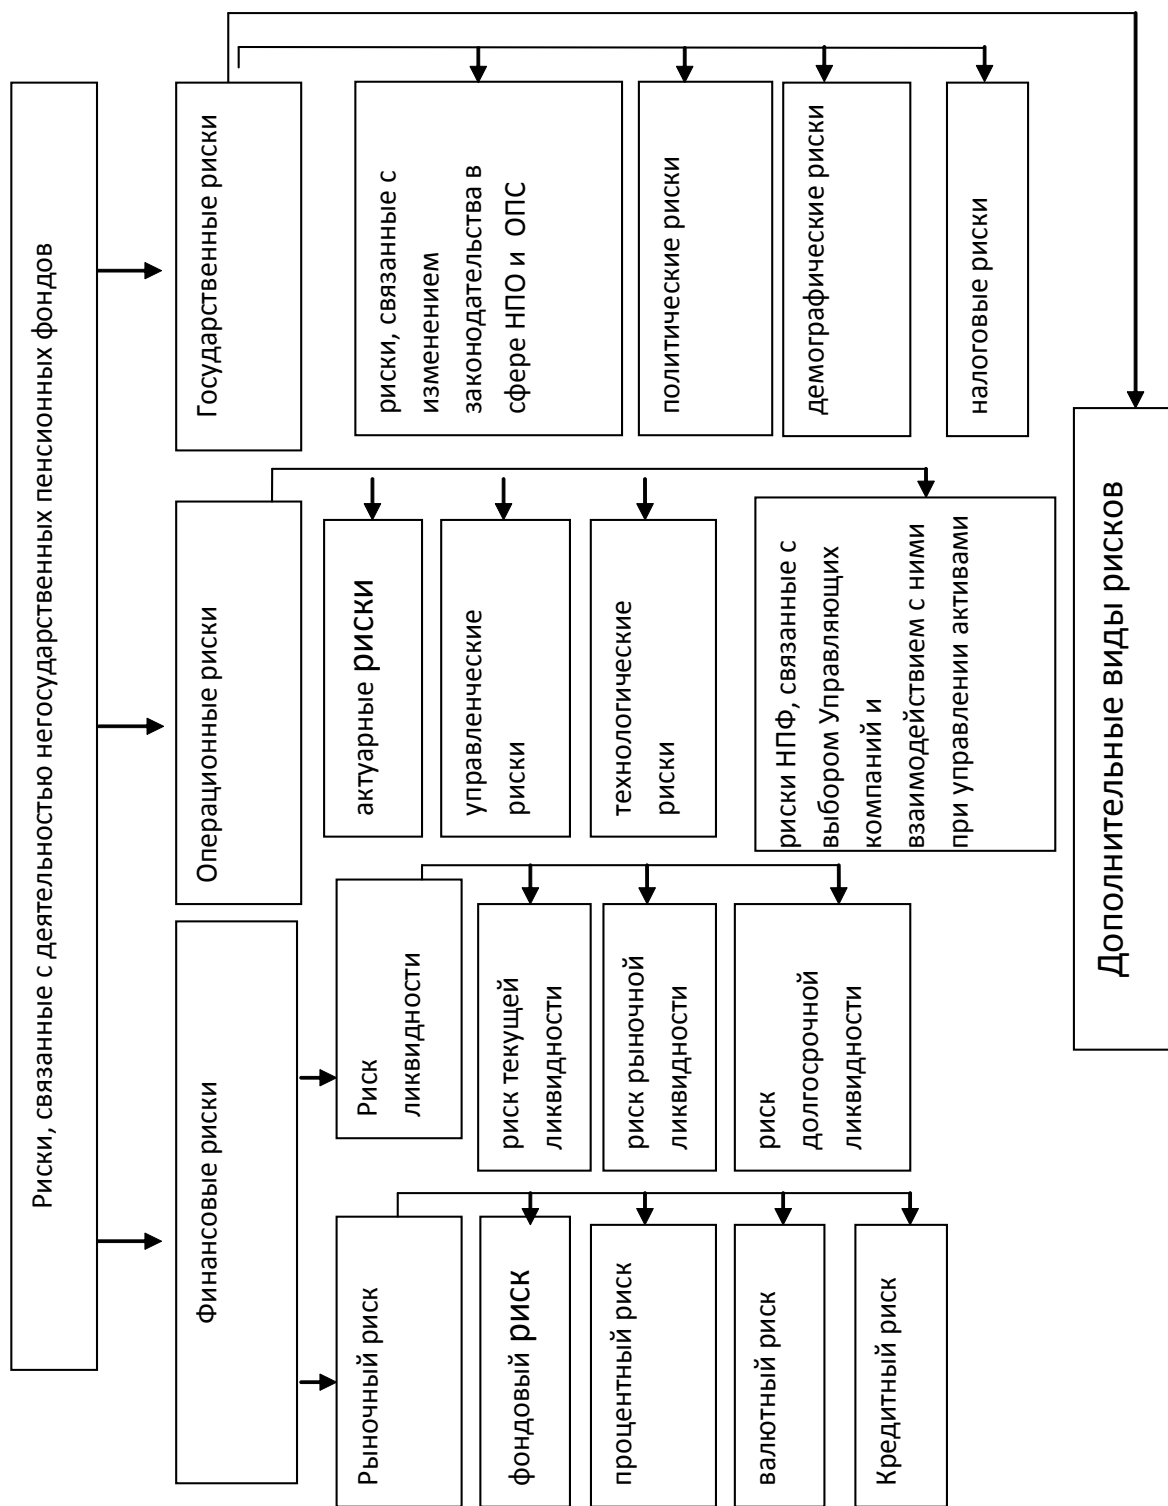 Риски, связанные с деятельностью негосударственных пенсионных фондов
Финансовые риски
Операционные риски
Государственные риски
Рыночный риск
фондовый риск
процентный риск
валютный риск
Кредитный риск
Риск
ликвидности
риск текущей
ликвидности
риск рыночной
ликвидности
риск
долгосрочной
ликвидности
актуарные риски
управленческие
риски
технологические
риски
риски НПФ, связанные с
выбором Управляющих
компаний и
взаимодействием с ними
при управлении активами
риски, связанные с
изменением
законодательства в
сфере НПО и ОПС
политические риски
демографические риски
налоговые риски
Дополнительные виды рисков